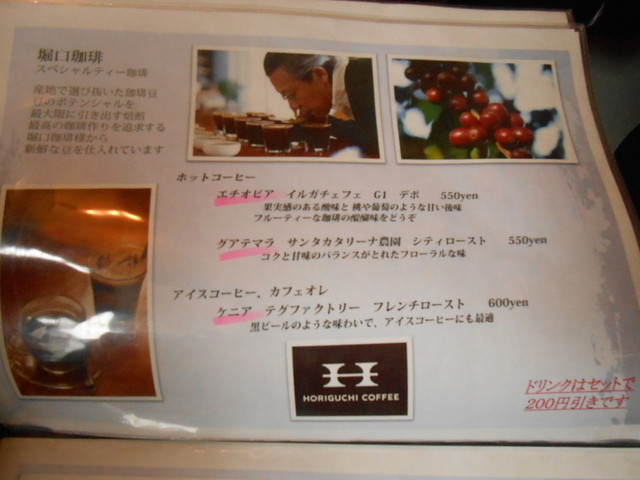 堀口珈琲
スペシャルティー珈琲
産地で選び抜いた珈琲豆
豆のポテンシャルを
最大限に引き出す焙煎
最高の珈琲作りを追求する
堀口珈琲様から
新鮮な豆を仕入れています
ホットコーヒー
エチオピア イルガチェフェ G1 デボ 550yen
果実感のある酸味と 桃や葡萄のような甘い後味
フルーティーな珈琲の醍醐味をどうぞ
グアテマラ サンタカタリーナ農園 シティロースト 550yen
コクと甘味のバランスがとれたフローラルな味
アイスコーヒー、カフェオレ
ケニア テグファクトリー フレンチロースト 600yen
黒ビールのような味わいで、アイスコーヒーにも最適
H
HORIGUCHI COFFEE
ドリンクはセットで
200円引きです